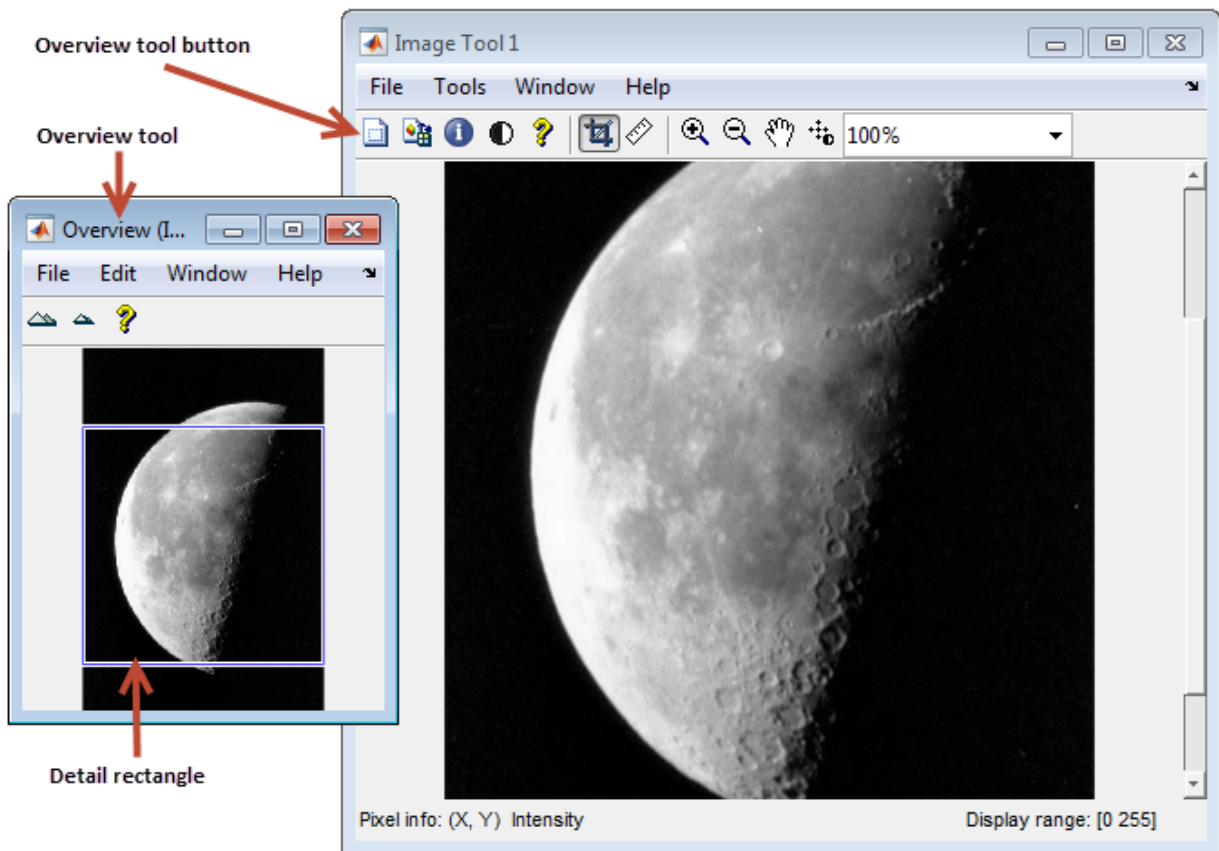 Overview tool button
Overview tool
Detail rectangle
Overview (I...
File Edit Window Help
Image Tool 1
File Tools Window Help
100%
Pixel info: (X, Y) Intensity
Display range: [0 255]